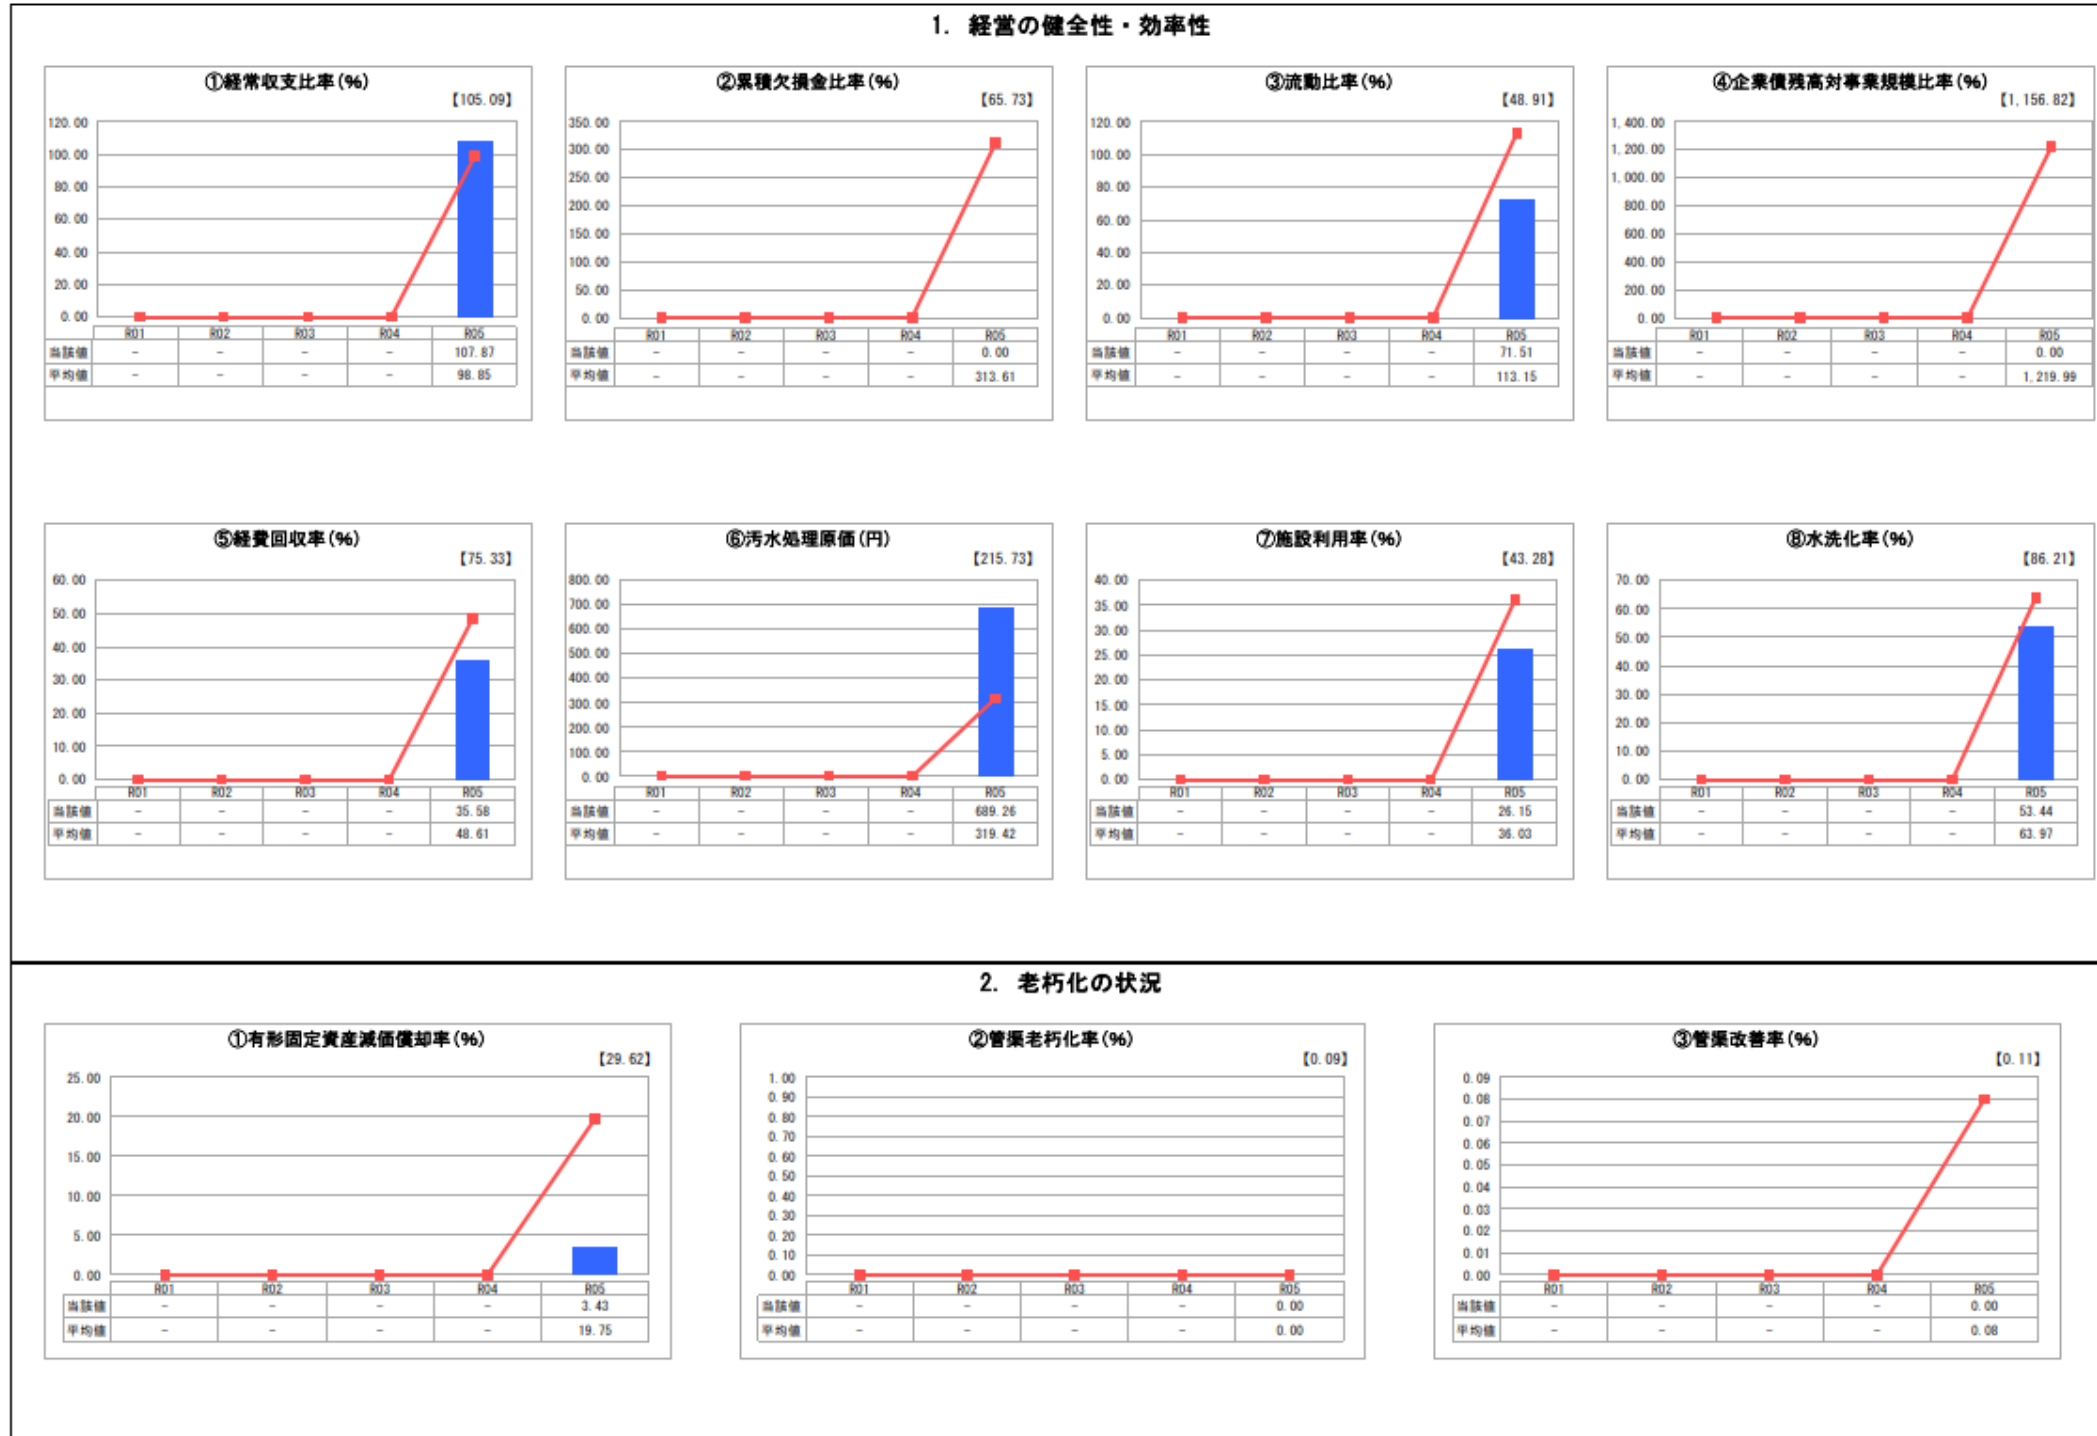 1. 経営の健全性・効率性
①経常収支比率(%)
【105.09】
120.00
100.00
80.00
60.00
40.00
20.00
0.00
R01 R02 R03 R04 R05
当該値 - - - - 107.87
平均値 - - - - 98.85
②累積欠損金比率(%)
【65.73】
350.00
300.00
250.00
200.00
150.00
100.00
50.00
0.00
R01 R02 R03 R04 R05
当該値 - - - - 0.00
平均値 - - - - 313.61
③流動比率(%)
【48.91】
120.00
100.00
80.00
60.00
40.00
20.00
0.00
R01 R02 R03 R04 R05
当該値 - - - - 71.51
平均値 - - - - 113.15
④企業債残高対事業規模比率(%)
【1,156.82】
1,400.00
1,200.00
1,000.00
800.00
600.00
400.00
200.00
0.00
R01 R02 R03 R04 R05
当該値 - - - - 0.00
平均値 - - - - 1,219.99
⑤経費回収率(%)
【75.33】
60.00
50.00
40.00
30.00
20.00
10.00
0.00
R01 R02 R03 R04 R05
当該値 - - - - 35.58
平均値 - - - - 48.61
⑥汚水処理原価(円)
【215.73】
800.00
700.00
600.00
500.00
400.00
300.00
200.00
100.00
0.00
R01 R02 R03 R04 R05
当該値 - - - - 689.26
平均値 - - - - 319.42
⑦施設利用率(%)
【43.28】
40.00
35.00
30.00
25.00
20.00
15.00
10.00
5.00
0.00
R01 R02 R03 R04 R05
当該値 - - - - 26.15
平均値 - - - - 36.03
⑧水洗化率(%)
【86.21】
70.00
60.00
50.00
40.00
30.00
20.00
10.00
0.00
R01 R02 R03 R04 R05
当該値 - - - - 53.44
平均値 - - - - 63.97
2. 老朽化の状況
①有形固定資産減価償却率(%)
【29.62】
25.00
20.00
15.00
10.00
5.00
0.00
R01 R02 R03 R04 R05
当該値 - - - - 3.43
平均値 - - - - 19.75
②管渠老朽化率(%)
【0.09】
1.00
0.90
0.80
0.70
0.60
0.50
0.40
0.30
0.20
0.10
0.00
R01 R02 R03 R04 R05
当該値 - - - - 0.00
平均値 - - - - 0.00
③管渠改善率(%)
【0.11】
0.09
0.08
0.07
0.06
0.05
0.04
0.03
0.02
0.01
0.00
R01 R02 R03 R04 R05
当該値 - - - - 0.00
平均値 - - - - 0.08